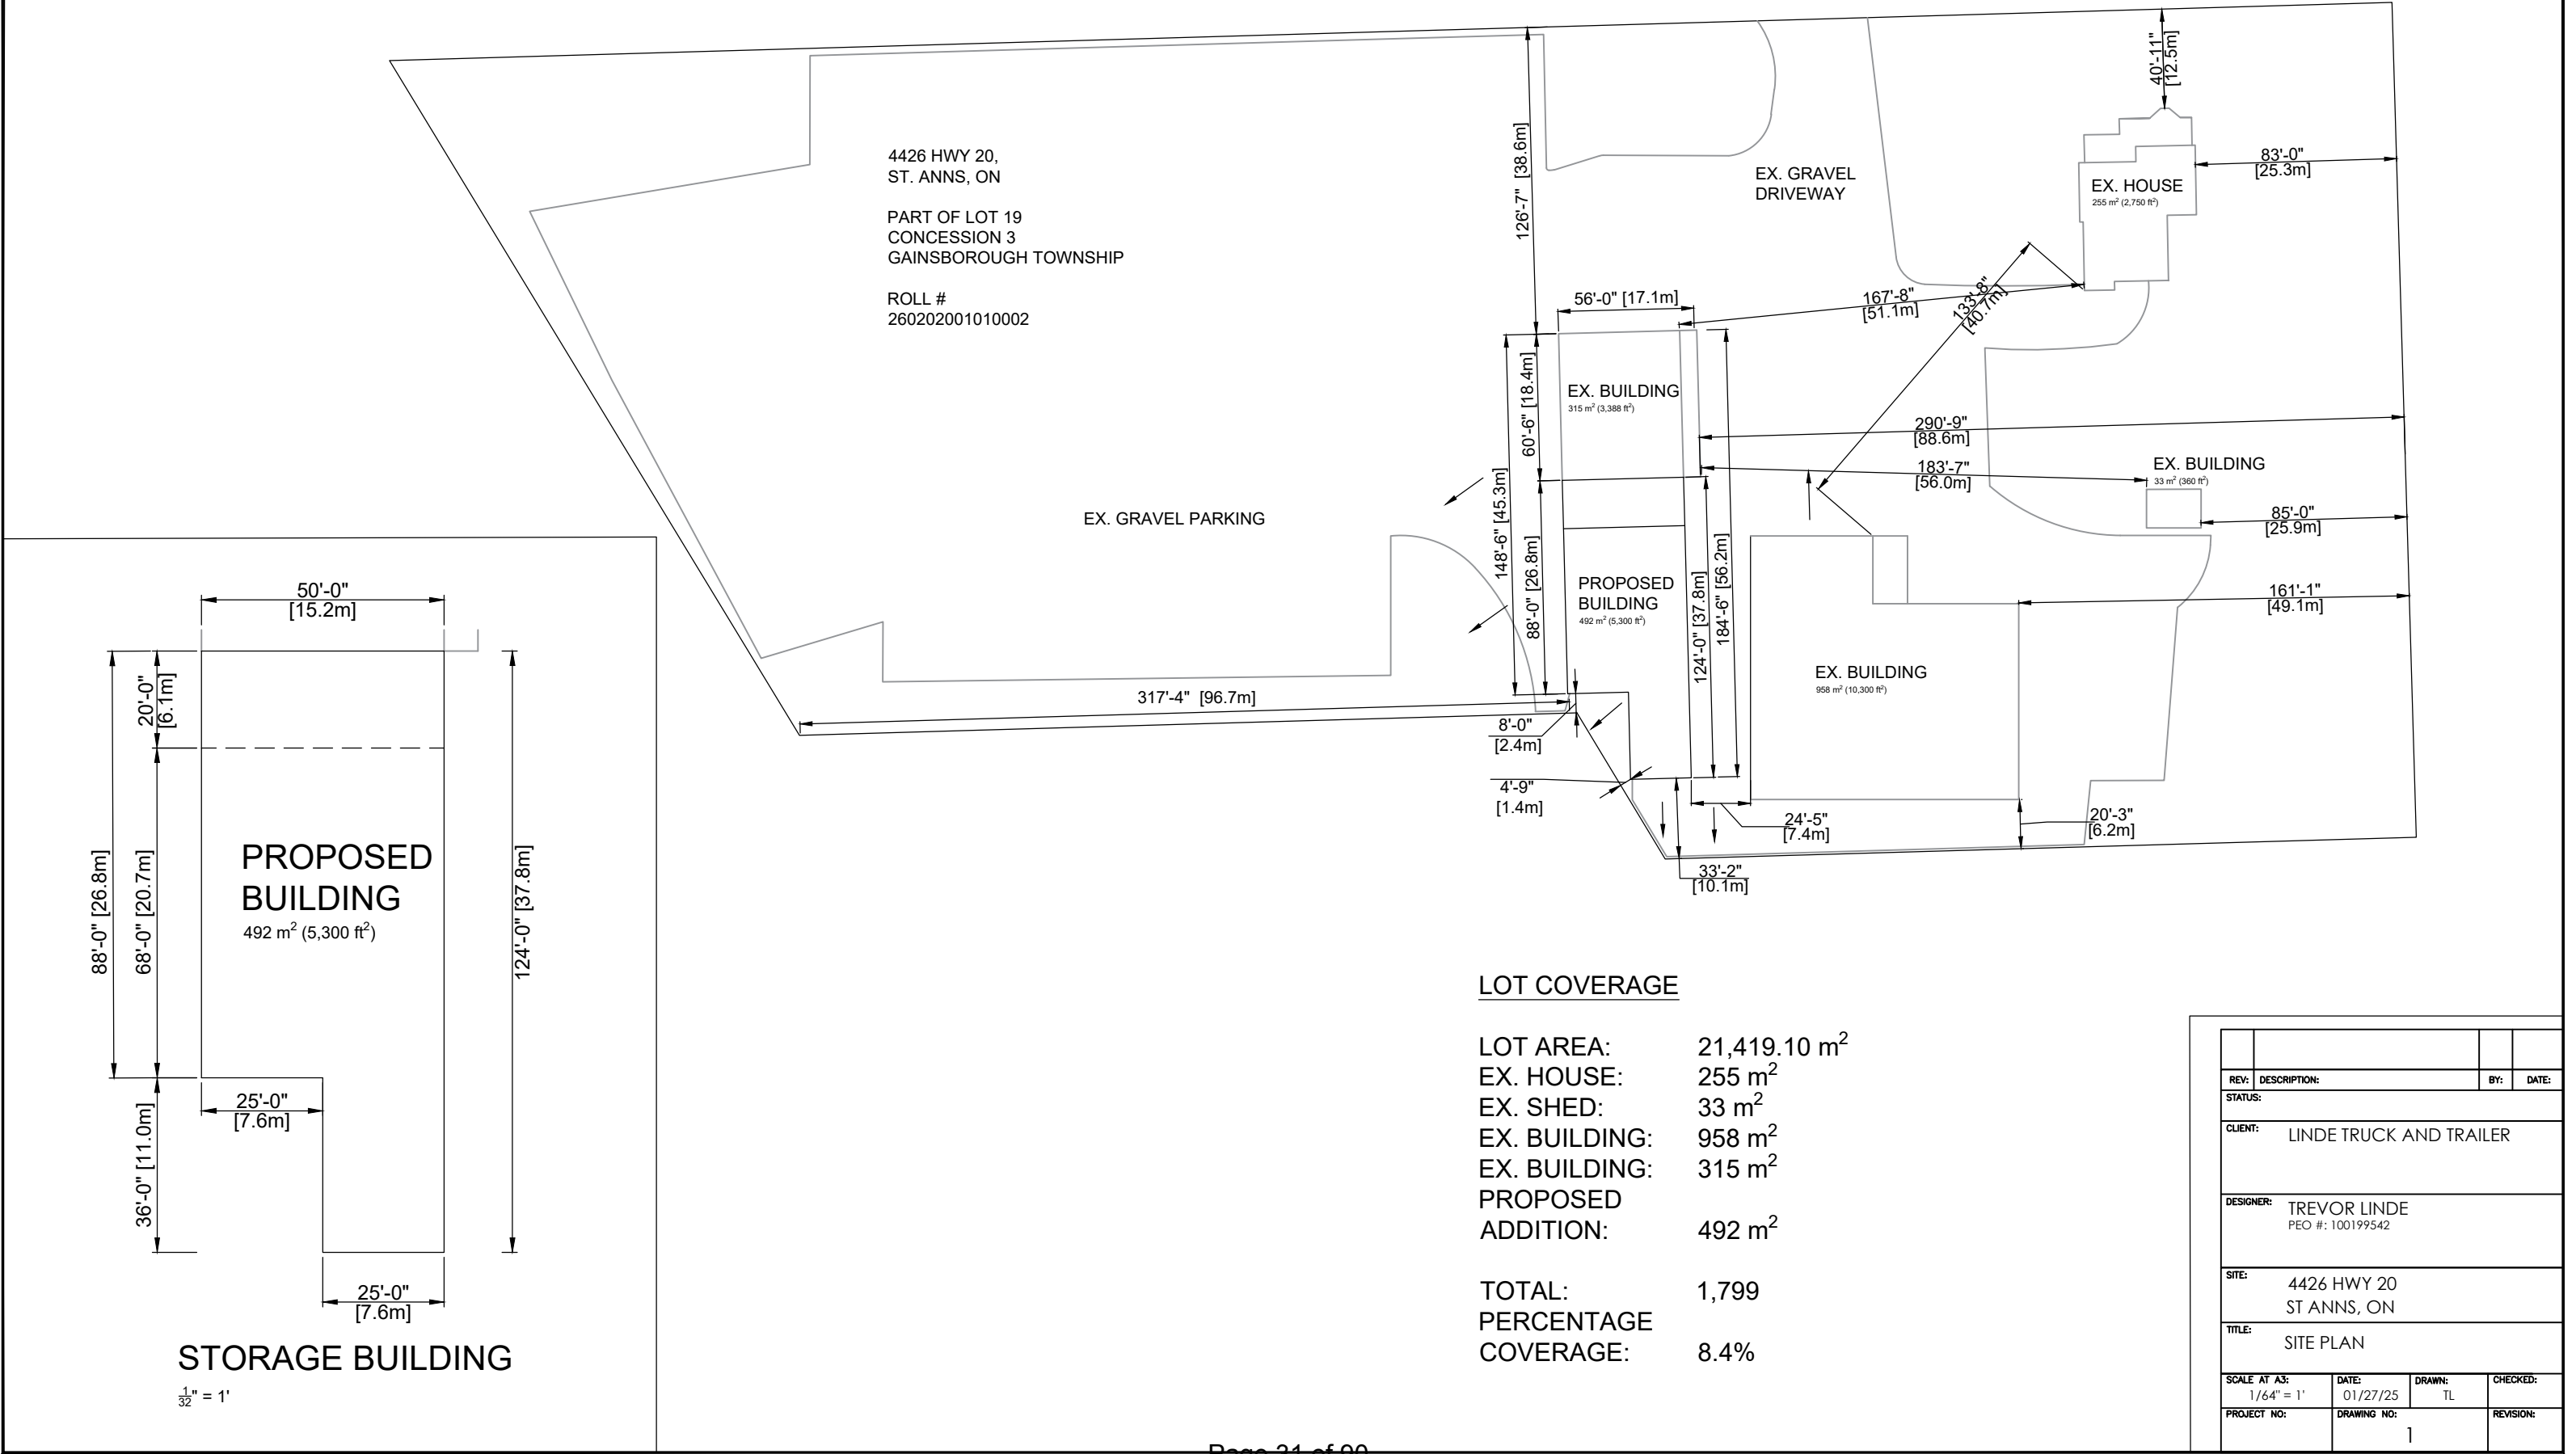 4426 HWY 20,
ST. ANNS, ON
PART OF LOT 19
CONCESSION 3
GAINSBOROUGH TOWNSHIP
ROLL #
260202001010002
126'-7" [38.6m]
EX. GRAVEL
DRIVEWAY
40'-11"
[12.5m]
83'-0"
[25.3m]
EX. HOUSE
255 m² (2,750 ft²)
56'-0" [17.1m]
167'-8"
[51.1m]
133'-8"
[40.7m]
EX. BUILDING
315 m² (3,388 ft²)
60'-6" [18.4m]
148'-6" [45.3m]
88'-0" [26.8m]
290'-9"
[88.6m]
183'-7"
[56.0m]
EX. BUILDING
33 m² (360 ft²)
85'-0"
[25.9m]
EX. GRAVEL PARKING
PROPOSED
BUILDING
492 m² (5,300 ft²)
124'-0" [37.8m]
184'-6" [56.2m]
161'-1"
[49.1m]
EX. BUILDING
958 m² (10,300 ft²)
317'-4" [96.7m]
8'-0"
[2.4m]
4'-9"
[1.4m]
24'-5"
[7.4m]
20'-3"
[6.2m]
33'-2"
[10.1m]
50'-0"
[15.2m]
20'-0"
[6.1m]
88'-0" [26.8m]
68'-0" [20.7m]
PROPOSED
BUILDING
492 m² (5,300 ft²)
124'-0" [37.8m]
25'-0"
[7.6m]
36'-0" [11.0m]
25'-0"
[7.6m]
STORAGE BUILDING
1/32" = 1'
LOT COVERAGE
LOT AREA: 21,419.10 m²
EX. HOUSE: 255 m²
EX. SHED: 33 m²
EX. BUILDING: 958 m²
EX. BUILDING: 315 m²
PROPOSED
ADDITION: 492 m²
TOTAL: 1,799
PERCENTAGE
COVERAGE: 8.4%
REV: DESCRIPTION: BY: DATE:
STATUS:
CLIENT: LINDE TRUCK AND TRAILER
DESIGNER: TREVOR LINDE
PEO #: 100199542
SITE: 4426 HWY 20
ST ANNS, ON
TITLE: SITE PLAN
SCALE AT A3: DATE: DRAWN: CHECKED:
1/64" = 1' 01/27/25 TL
PROJECT NO: DRAWING NO: REVISION:
1
Page 31 of 90